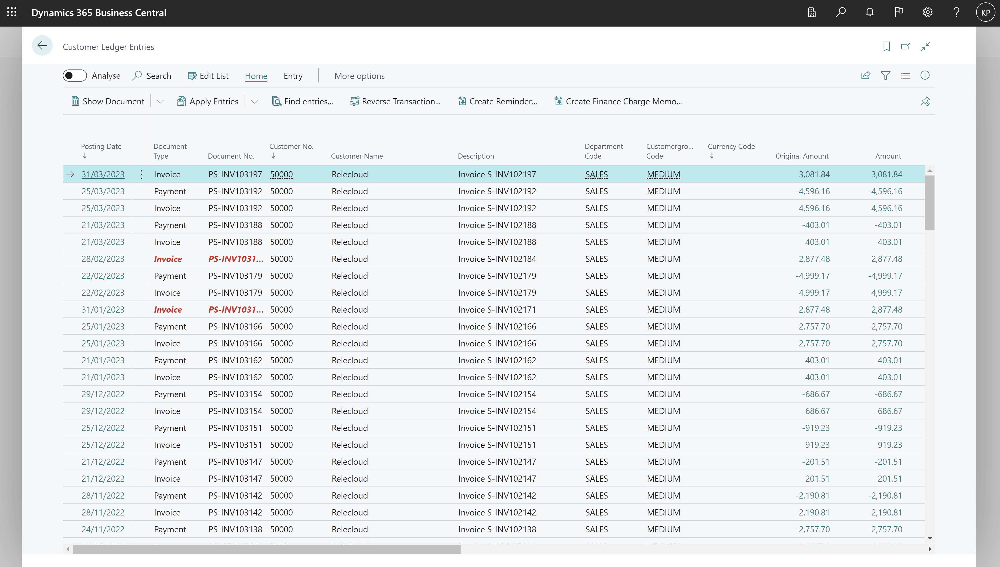 Dynamics 365 Business Central
KP
Customer Ledger Entries
Analyse Search Edit List Home Entry More options
Show Document Apply Entries Find entries... Reverse Transaction... Create Reminder... Create Finance Charge Memo...
Posting Date Document Type Document No. Customer No. Customer Name Description Department Code Customergro... Code Currency Code Original Amount Amount
31/03/2023 Invoice PS-INV103197 50000 Relecloud Invoice S-INV102197 SALES MEDIUM 3,081.84 3,081.84
25/03/2023 Payment PS-INV103192 50000 Relecloud Invoice S-INV102192 SALES MEDIUM -4,596.16 -4,596.16
25/03/2023 Invoice PS-INV103192 50000 Relecloud Invoice S-INV102192 SALES MEDIUM 4,596.16 4,596.16
21/03/2023 Payment PS-INV103188 50000 Relecloud Invoice S-INV102188 SALES MEDIUM -403.01 -403.01
21/03/2023 Invoice PS-INV103188 50000 Relecloud Invoice S-INV102188 SALES MEDIUM 403.01 403.01
28/02/2023 Invoice PS-INV1031... 50000 Relecloud Invoice S-INV102184 SALES MEDIUM 2,877.48 2,877.48
22/02/2023 Payment PS-INV103179 50000 Relecloud Invoice S-INV102179 SALES MEDIUM -4,999.17 -4,999.17
22/02/2023 Invoice PS-INV103179 50000 Relecloud Invoice S-INV102179 SALES MEDIUM 4,999.17 4,999.17
31/01/2023 Invoice PS-INV1031... 50000 Relecloud Invoice S-INV102171 SALES MEDIUM 2,877.48 2,877.48
25/01/2023 Payment PS-INV103166 50000 Relecloud Invoice S-INV102166 SALES MEDIUM -2,757.70 -2,757.70
25/01/2023 Invoice PS-INV103166 50000 Relecloud Invoice S-INV102166 SALES MEDIUM 2,757.70 2,757.70
21/01/2023 Payment PS-INV103162 50000 Relecloud Invoice S-INV102162 SALES MEDIUM -403.01 -403.01
21/01/2023 Invoice PS-INV103162 50000 Relecloud Invoice S-INV102162 SALES MEDIUM 403.01 403.01
29/12/2022 Payment PS-INV103154 50000 Relecloud Invoice S-INV102154 SALES MEDIUM -686.67 -686.67
29/12/2022 Invoice PS-INV103154 50000 Relecloud Invoice S-INV102154 SALES MEDIUM 686.67 686.67
25/12/2022 Payment PS-INV103151 50000 Relecloud Invoice S-INV102151 SALES MEDIUM -919.23 -919.23
25/12/2022 Invoice PS-INV103151 50000 Relecloud Invoice S-INV102151 SALES MEDIUM 919.23 919.23
21/12/2022 Payment PS-INV103147 50000 Relecloud Invoice S-INV102147 SALES MEDIUM -201.51 -201.51
21/12/2022 Invoice PS-INV103147 50000 Relecloud Invoice S-INV102147 SALES MEDIUM 201.51 201.51
28/11/2022 Payment PS-INV103142 50000 Relecloud Invoice S-INV102142 SALES MEDIUM -2,190.81 -2,190.81
28/11/2022 Invoice PS-INV103142 50000 Relecloud Invoice S-INV102142 SALES MEDIUM 2,190.81 2,190.81
24/11/2022 Payment PS-INV103138 50000 Relecloud Invoice S-INV102138 SALES MEDIUM -2,757.70 -2,757.70